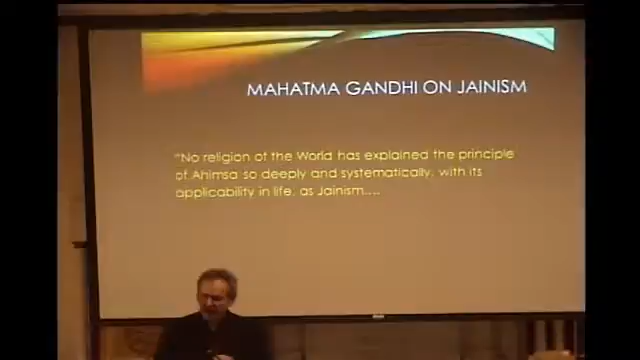 MAHATMA GANDHI ON JAINISM
"No religion of the World has explained the principle
of Ahimsa so deeply and systematically, with its
applicability in life, as Jainism....